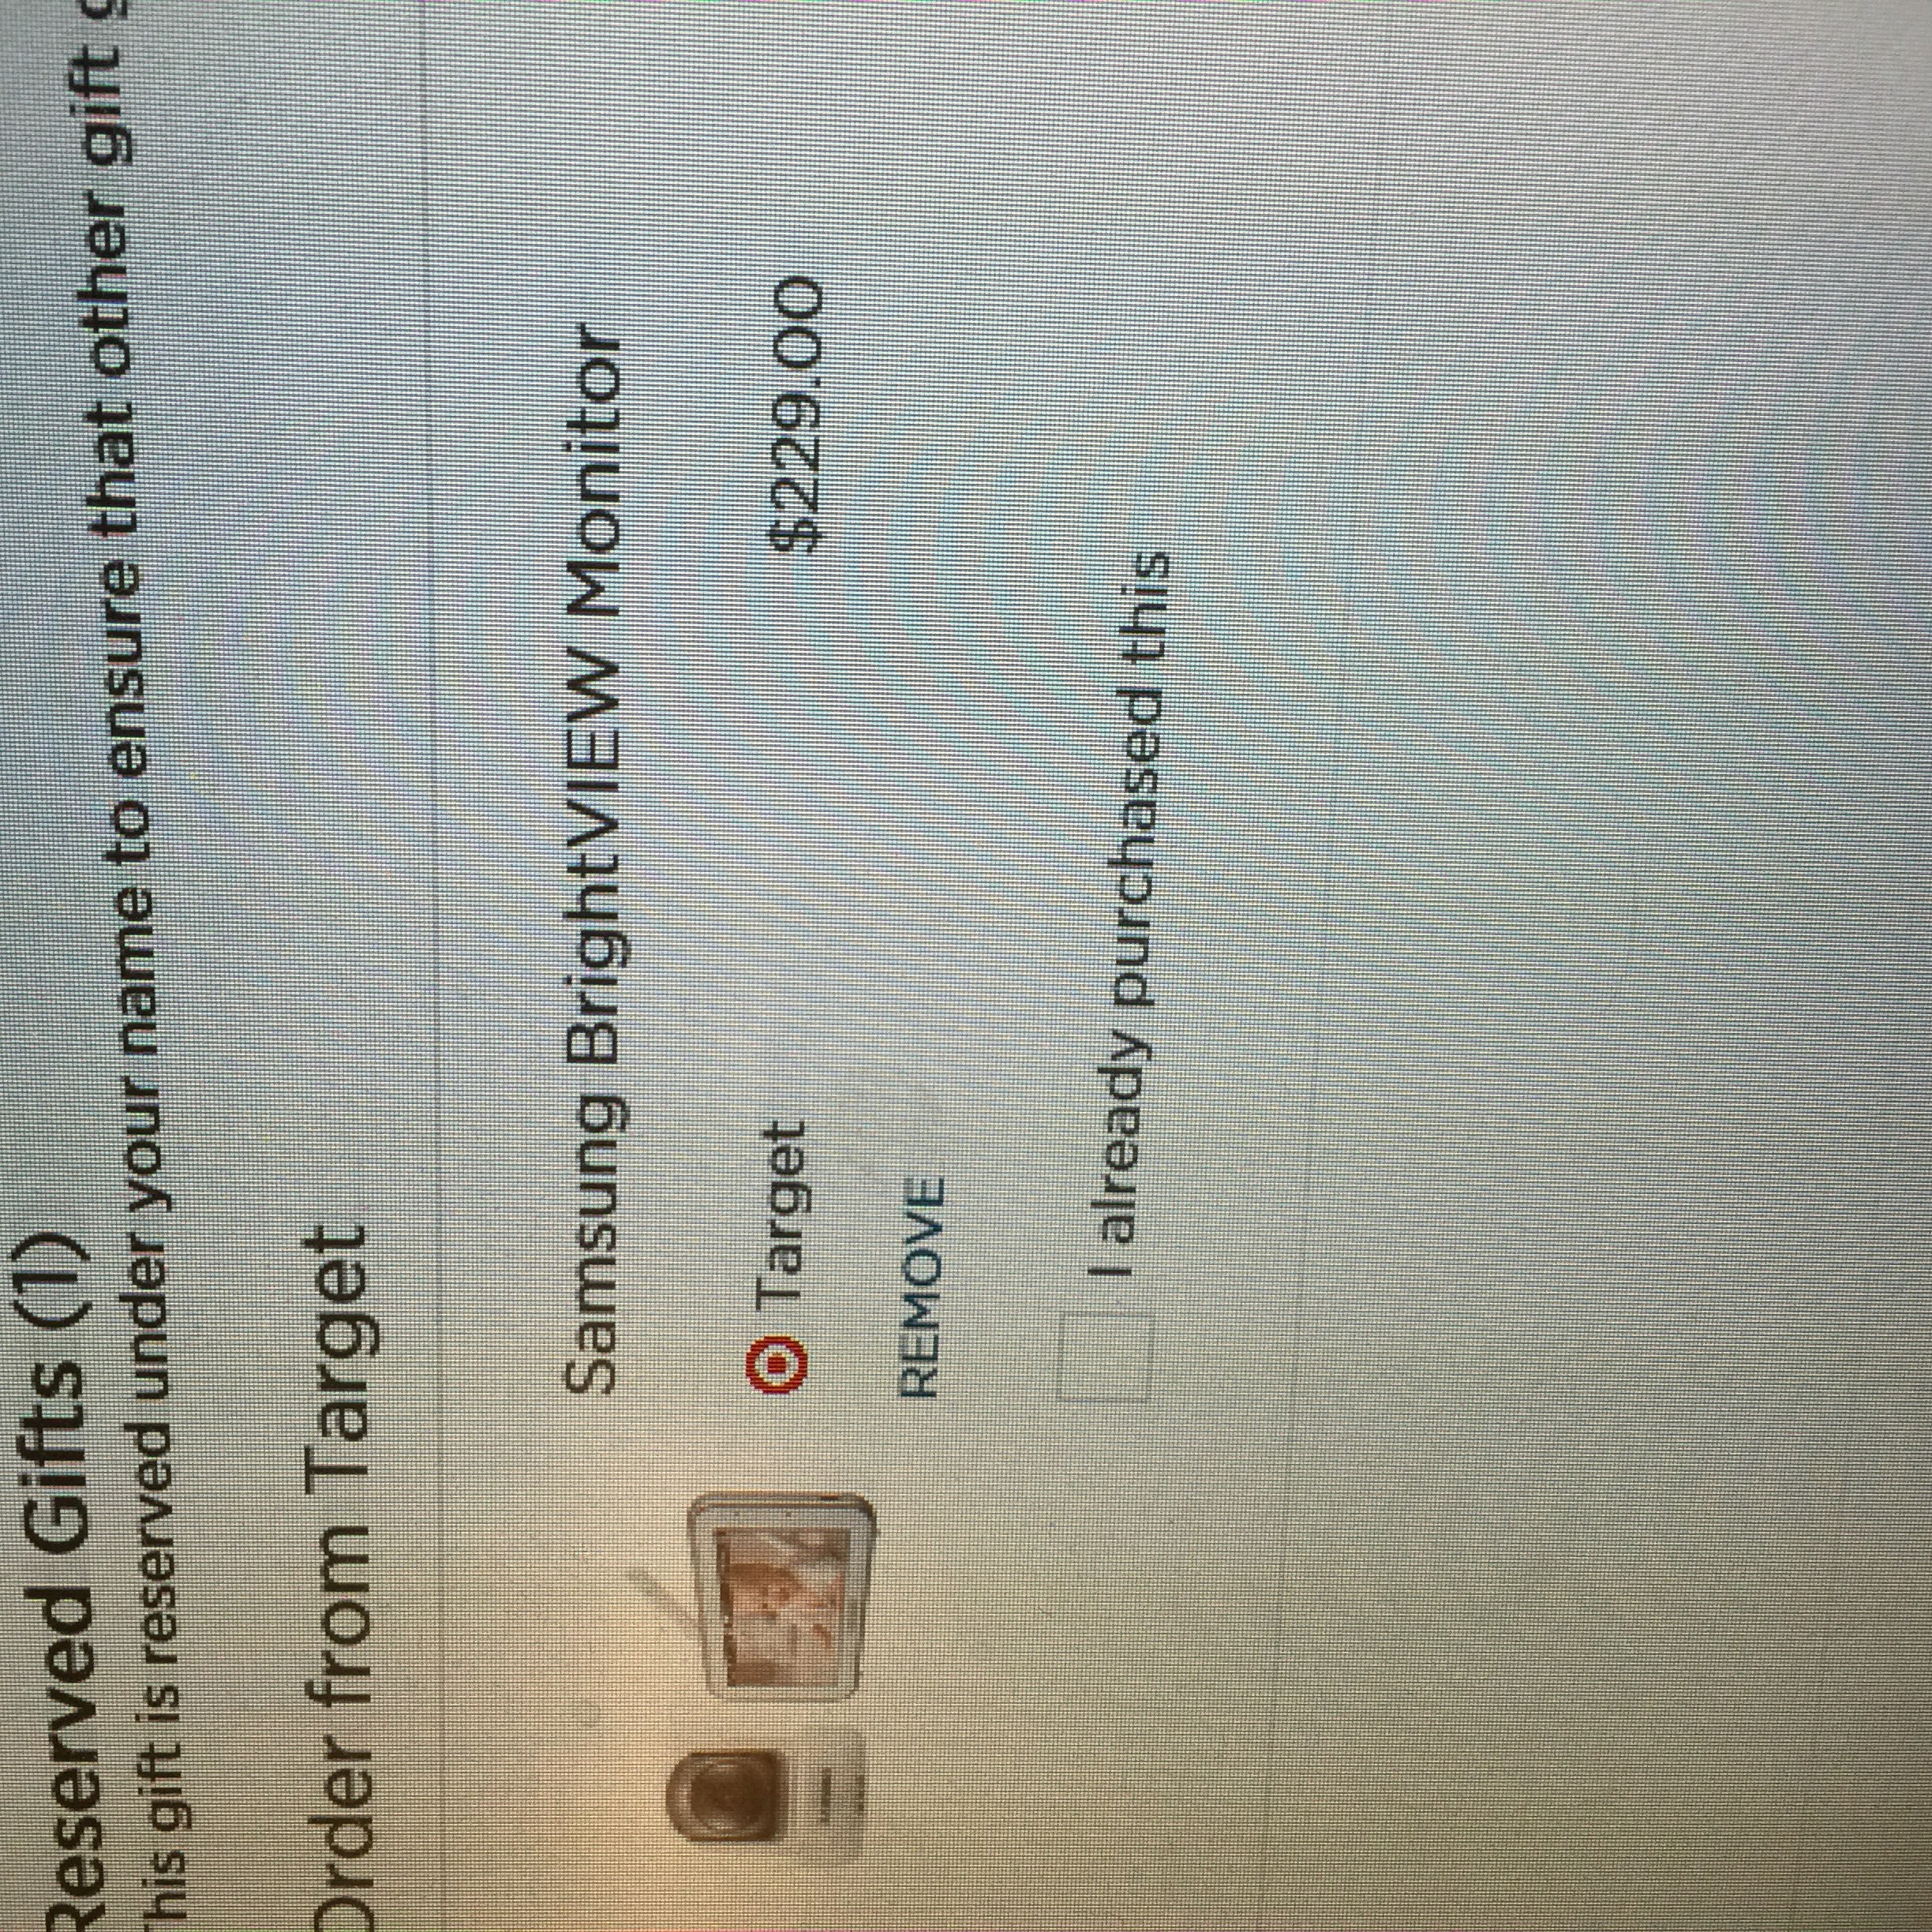 Reserved Gifts (1)
This gift is reserved under your name to ensure that other gift g
Order from Target
Samsung BrightVIEW Monitor
Target
$229.00
REMOVE
I already purchased this